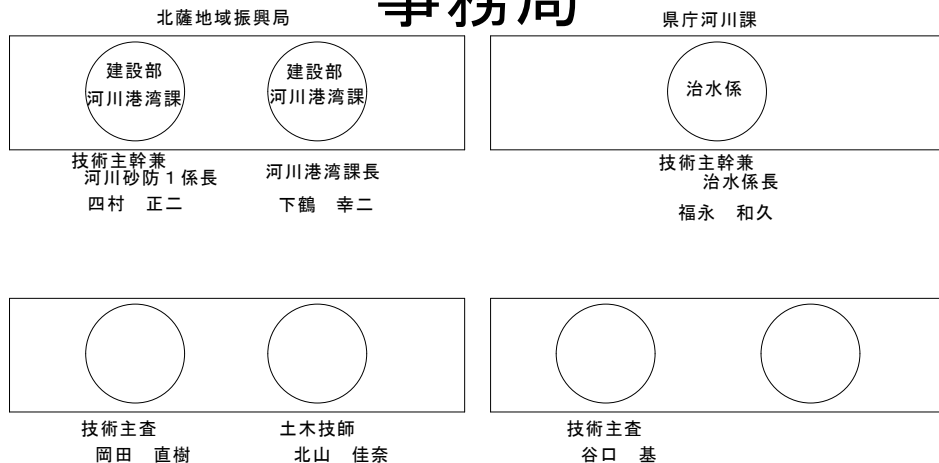 事務局
北薩地域振興局
県庁河川課
建設部
河川港湾課
建設部
河川港湾課
治水係
技術主幹兼
河川砂防１係長
四村　正二
河川港湾課長
下鶴　幸二
技術主幹兼
治水係長
福永　和久
技術主査
岡田　直樹
土木技師
北山　佳奈
技術主査
谷口　基